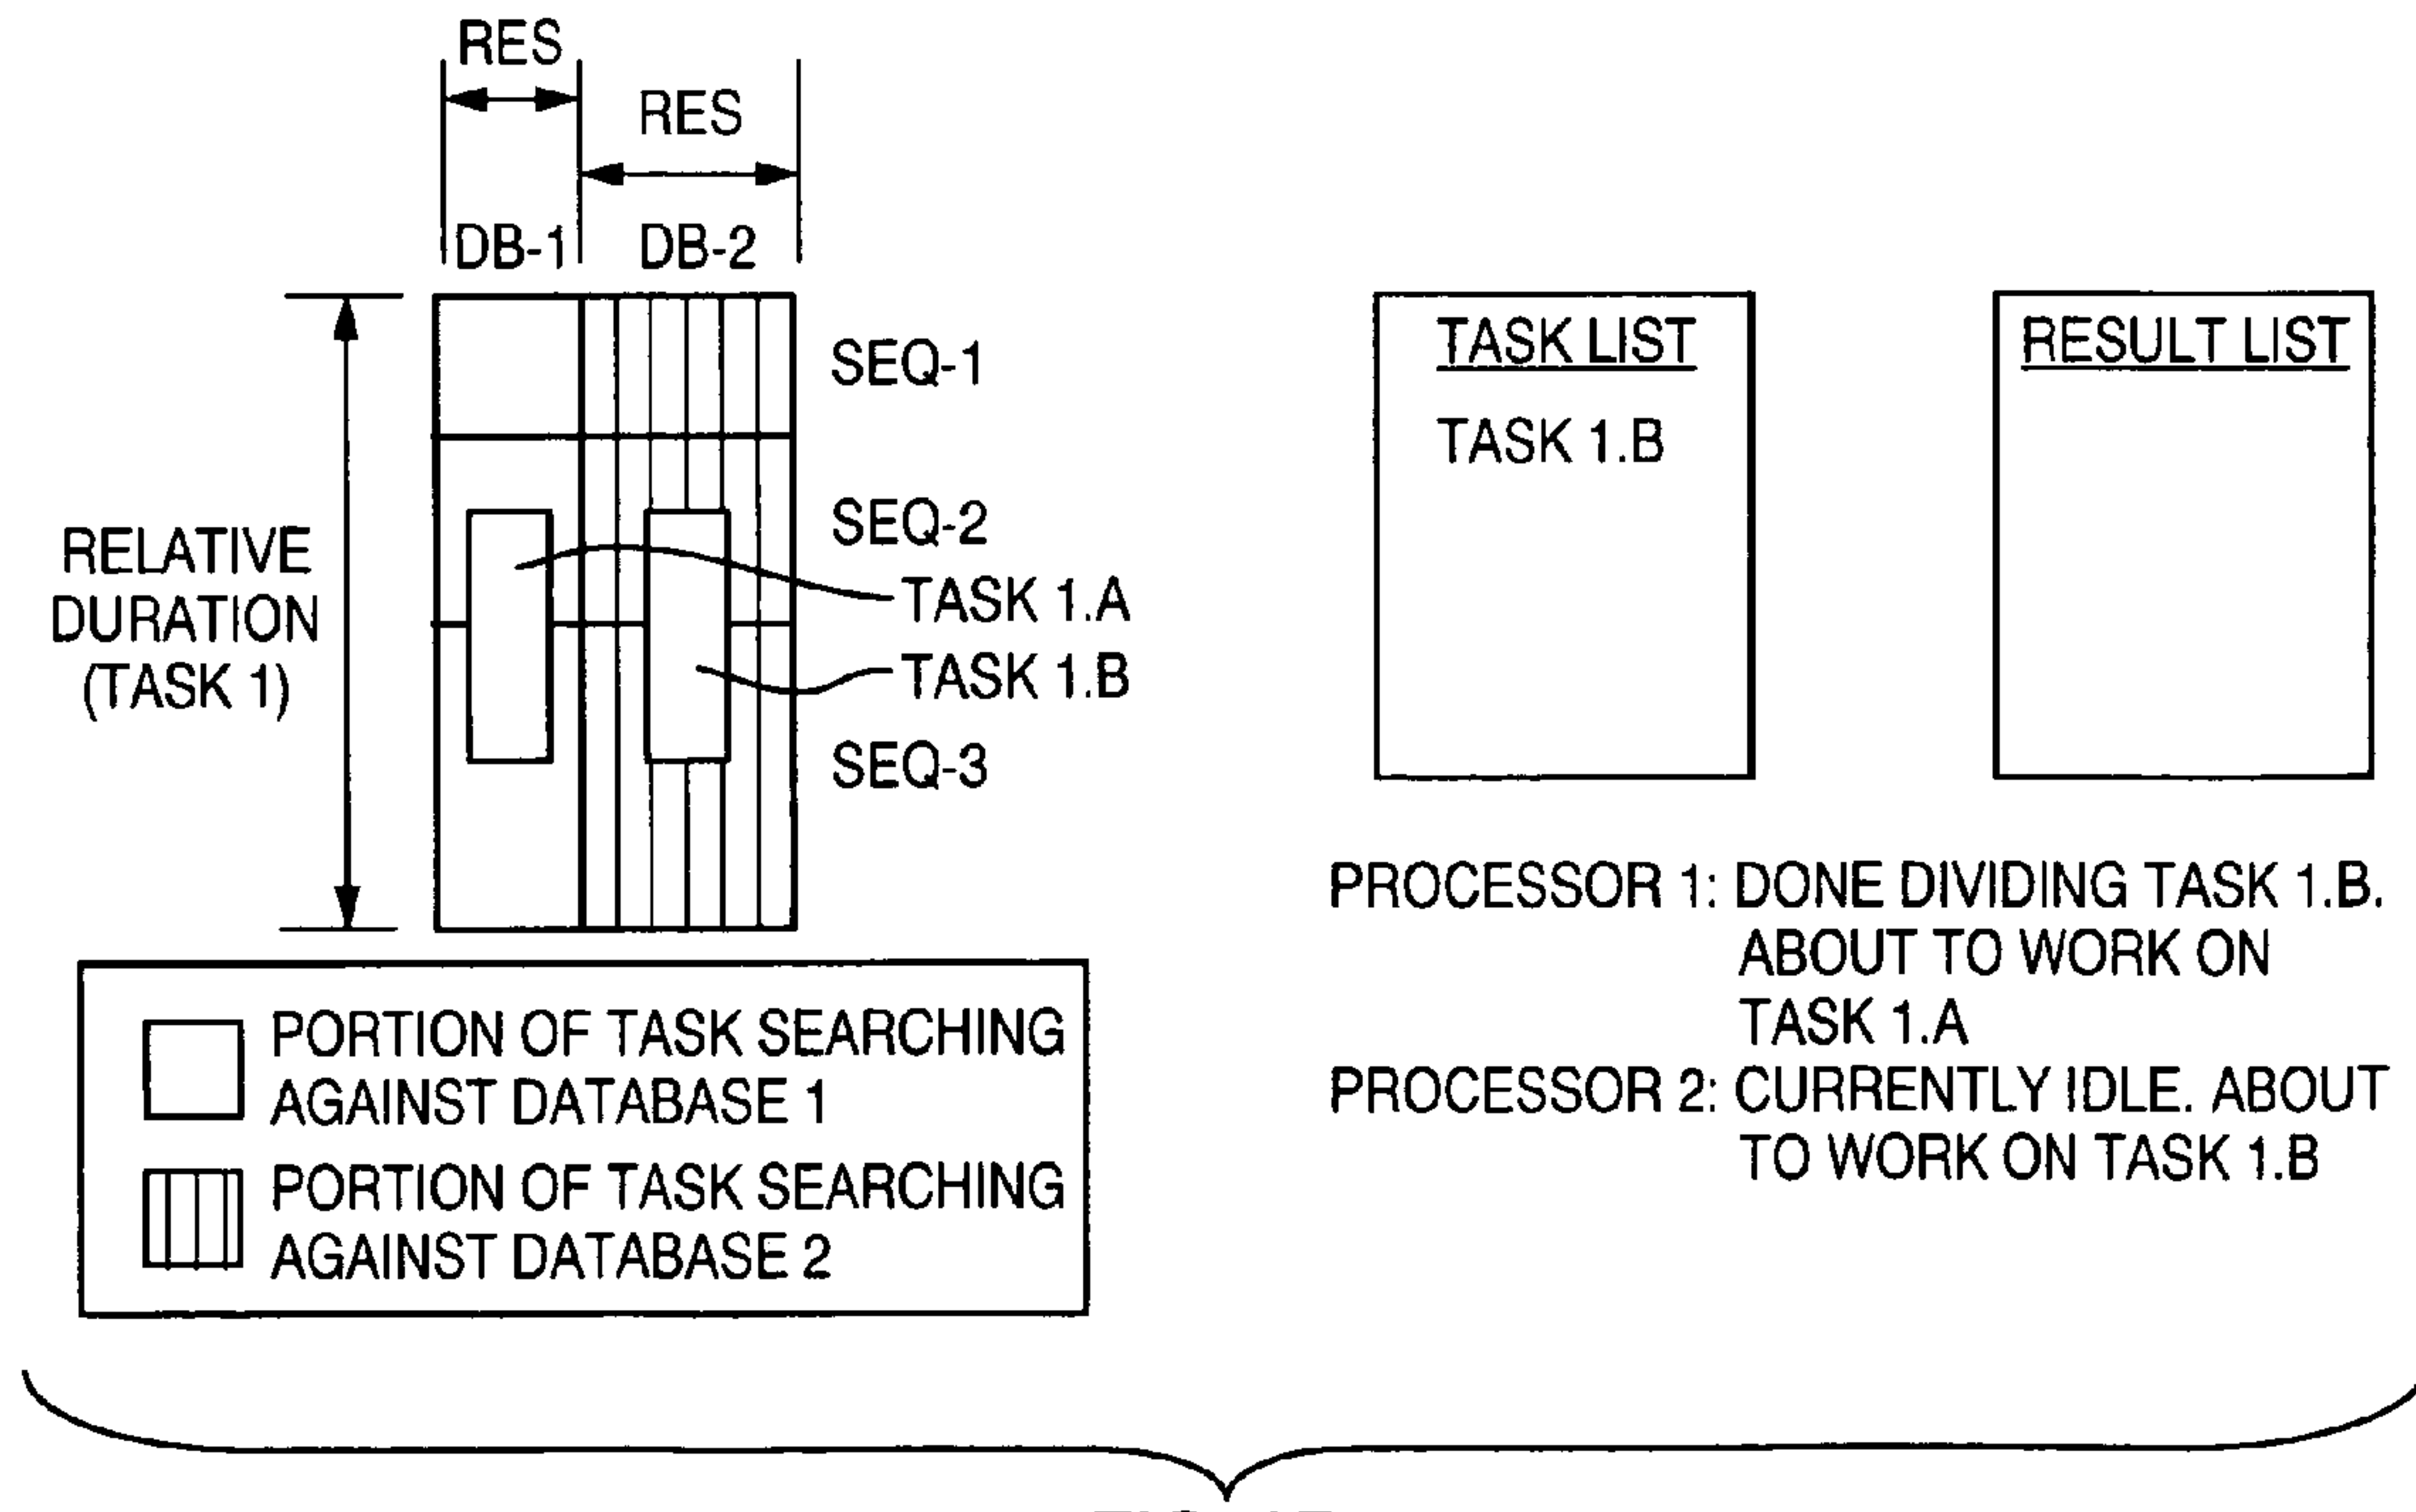 RES
RES
DB-1 DB-2
SEQ-1
SEQ-2
TASK 1.A
TASK 1.B
SEQ-3
RELATIVE
DURATION
(TASK 1)
TASK LIST
TASK 1.B
RESULT LIST
PROCESSOR 1: DONE DIVIDING TASK 1.B.
ABOUT TO WORK ON
TASK 1.A
PROCESSOR 2: CURRENTLY IDLE. ABOUT
TO WORK ON TASK 1.B
PORTION OF TASK SEARCHING
AGAINST DATABASE 1
PORTION OF TASK SEARCHING
AGAINST DATABASE 2